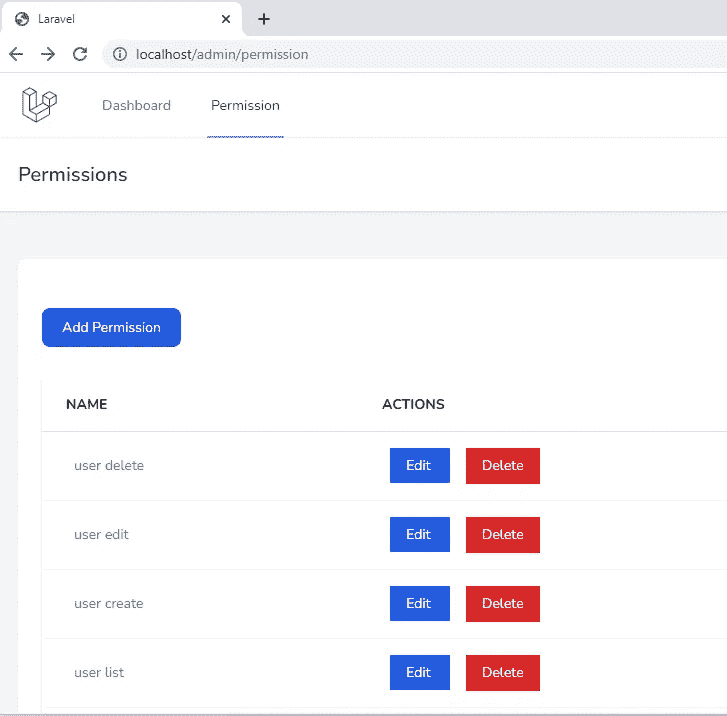 Laravel
localhost/admin/permission
Dashboard Permission
Permissions
Add Permission
NAME ACTIONS
user delete Edit Delete
user edit Edit Delete
user create Edit Delete
user list Edit Delete